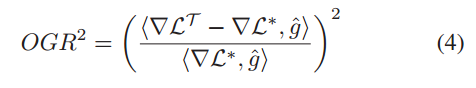 OGR² = ( ⟨∇ℒ^𝒯 − ∇ℒ*, ĝ⟩ / ⟨∇ℒ*, ĝ⟩ )² (4)